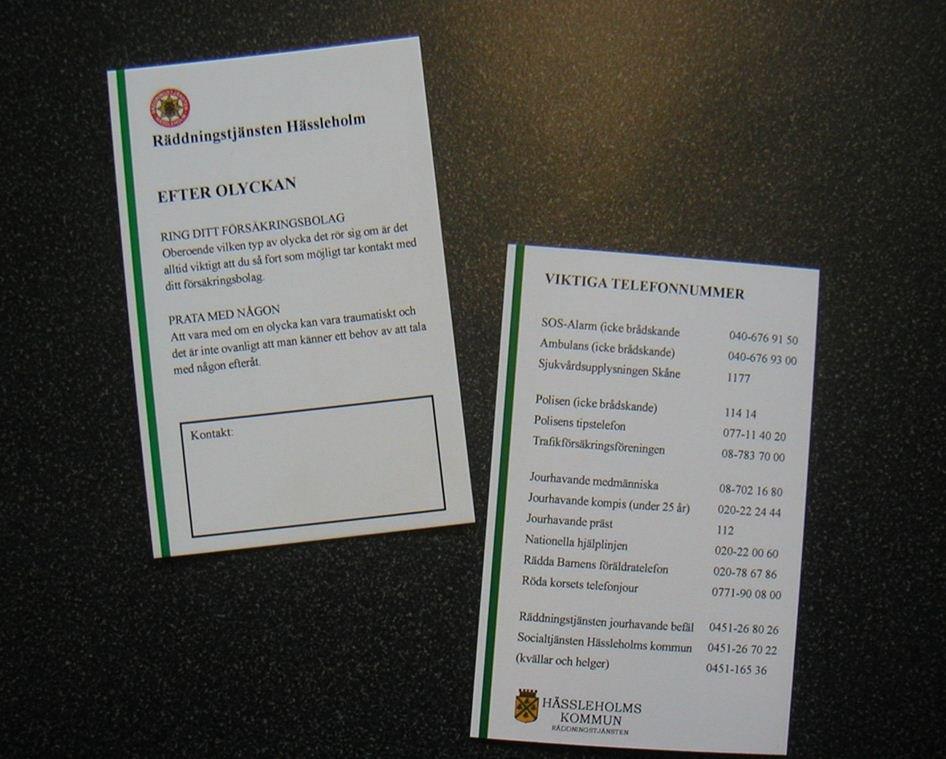 Räddningstjänsten Hässleholm
EFTER OLYCKAN
RING DITT FÖRSÄKRINGSBOLAG
Oberoende vilken typ av olycka det rör sig om är det
alltid viktigt att du så fort som möjligt tar kontakt med
ditt försäkringsbolag.
PRATA MED NÅGON
Att vara med om en olycka kan vara traumatiskt och
det är inte ovanligt att man känner ett behov av att tala
med någon efteråt.
Kontakt:
VIKTIGA TELEFONNUMMER
SOS-Alarm (icke brådskande 040-676 91 50
Ambulans (icke brådskande) 040-676 93 00
Sjukvårdsupplysningen Skåne 1177
Polisen (icke brådskande) 114 14
Polisens tipstelefon 077-11 40 20
Trafikförsäkringsföreningen 08-783 70 00
Jourhavande medmänniska 08-702 16 80
Jourhavande kompis (under 25 år) 020-22 24 44
Jourhavande präst 112
Nationella hjälplinjen 020-22 00 60
Rädda Barnens föräldratelefon 020-78 67 86
Röda korsets telefonjour 0771-90 08 00
Räddningstjänsten jourhavande befäl 0451-26 80 26
Socialtjänsten Hässleholms kommun 0451-26 70 22
(kvällar och helger) 0451-165 36
HÄSSLEHOLMS
KOMMUN
RÄDDNINGSTJÄNSTEN